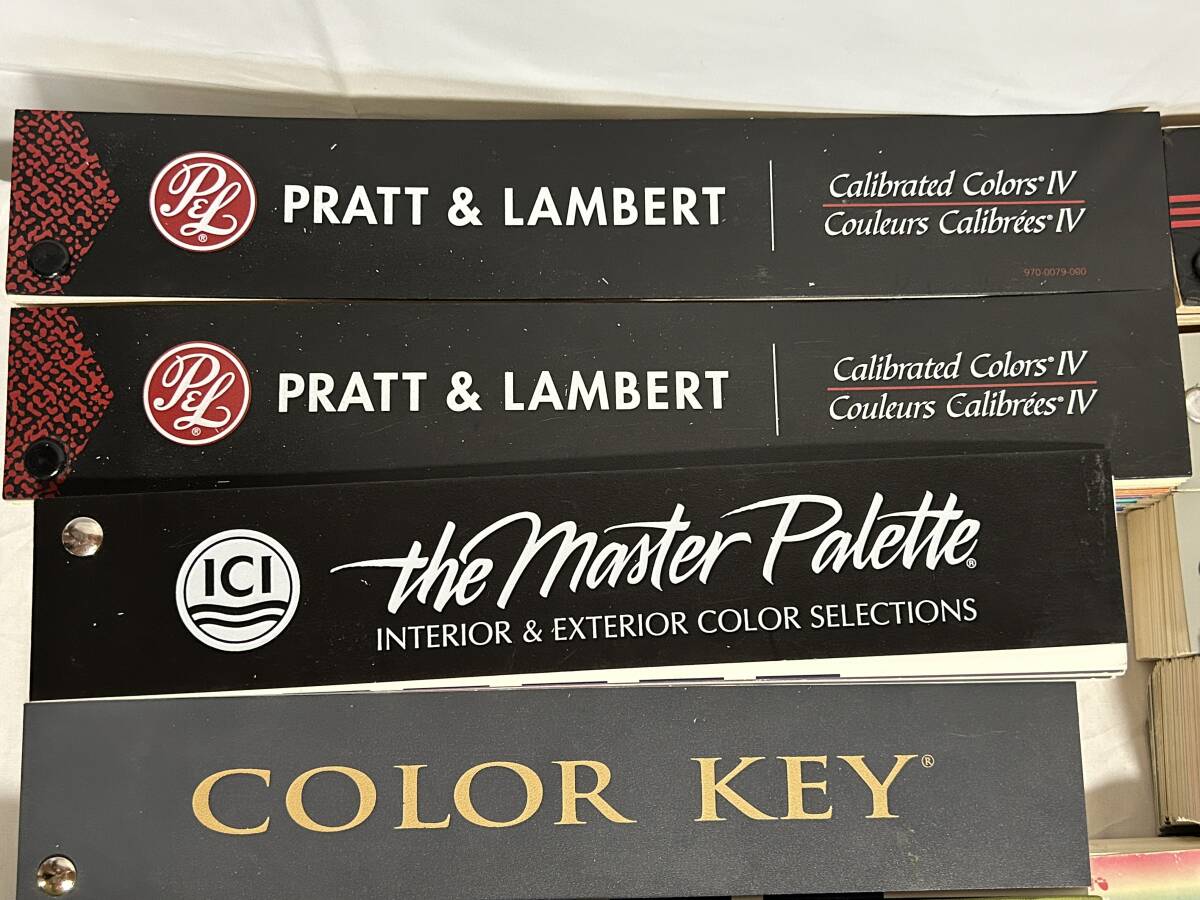 P&L
®
PRATT & LAMBERT
Calibrated Colors® IV
Couleurs Calibrées® IV
970-0079-000
P&L
®
PRATT & LAMBERT
Calibrated Colors® IV
Couleurs Calibrées® IV
ICI
the Master Palette®
INTERIOR & EXTERIOR COLOR SELECTIONS
COLOR KEY®